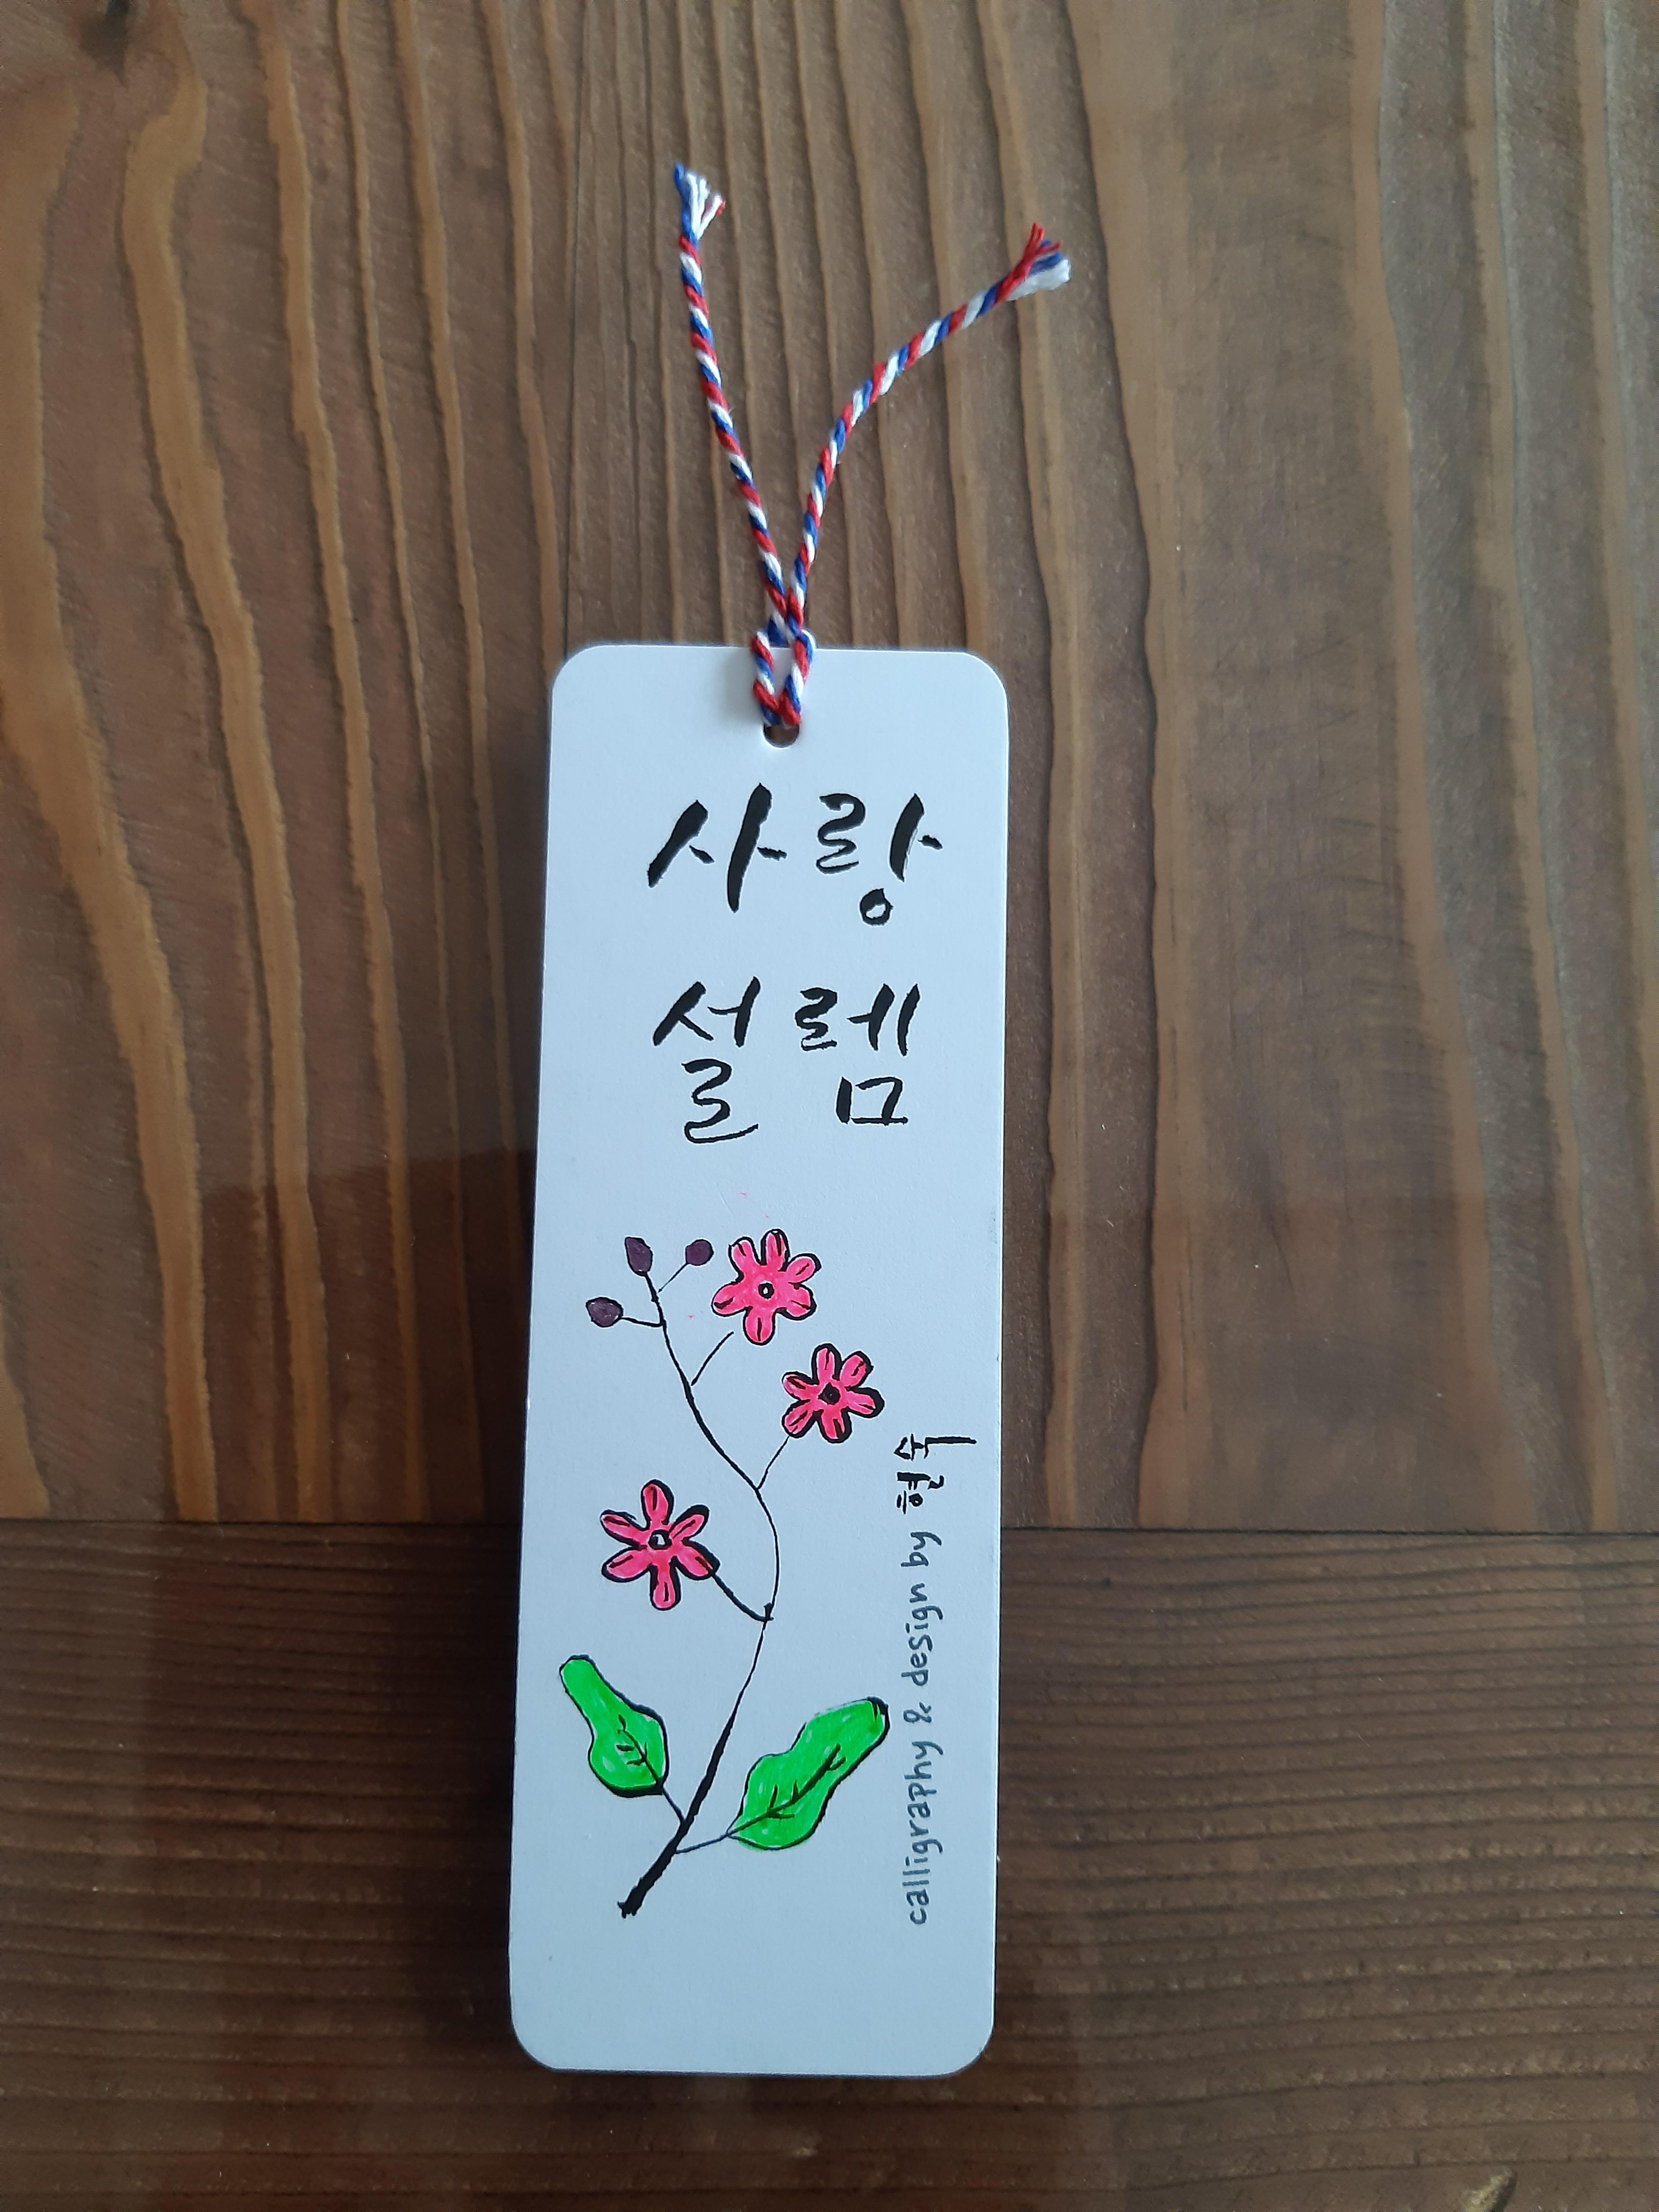 사랑
설렘
calligraphy & design by 현숙